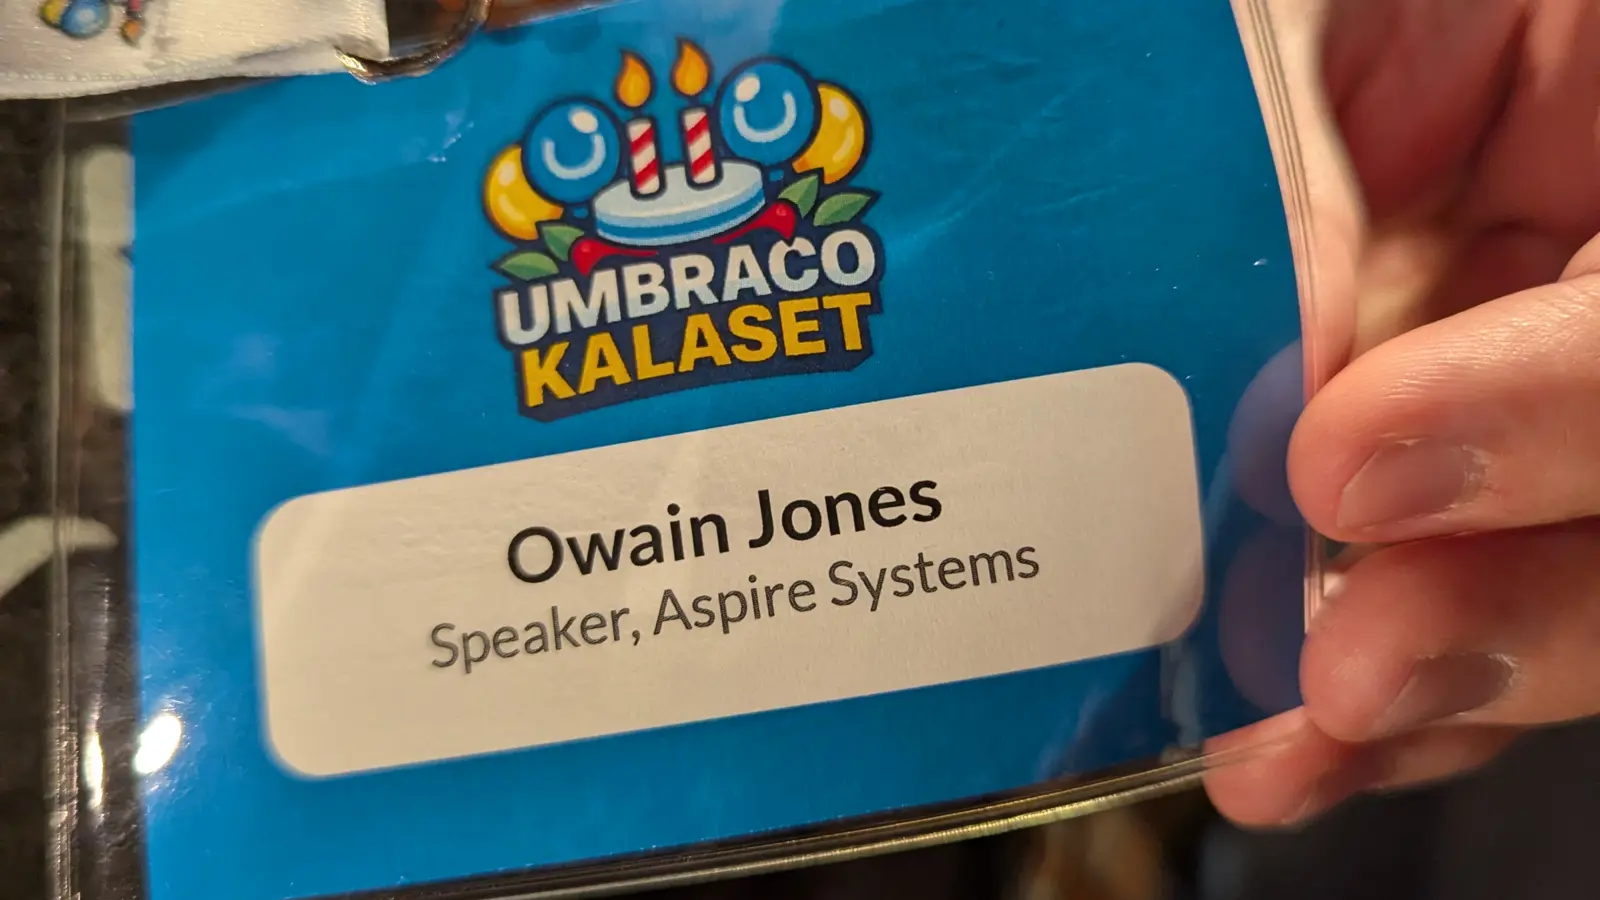 UMBRACO
KALASET
Owain Jones
Speaker, Aspire Systems